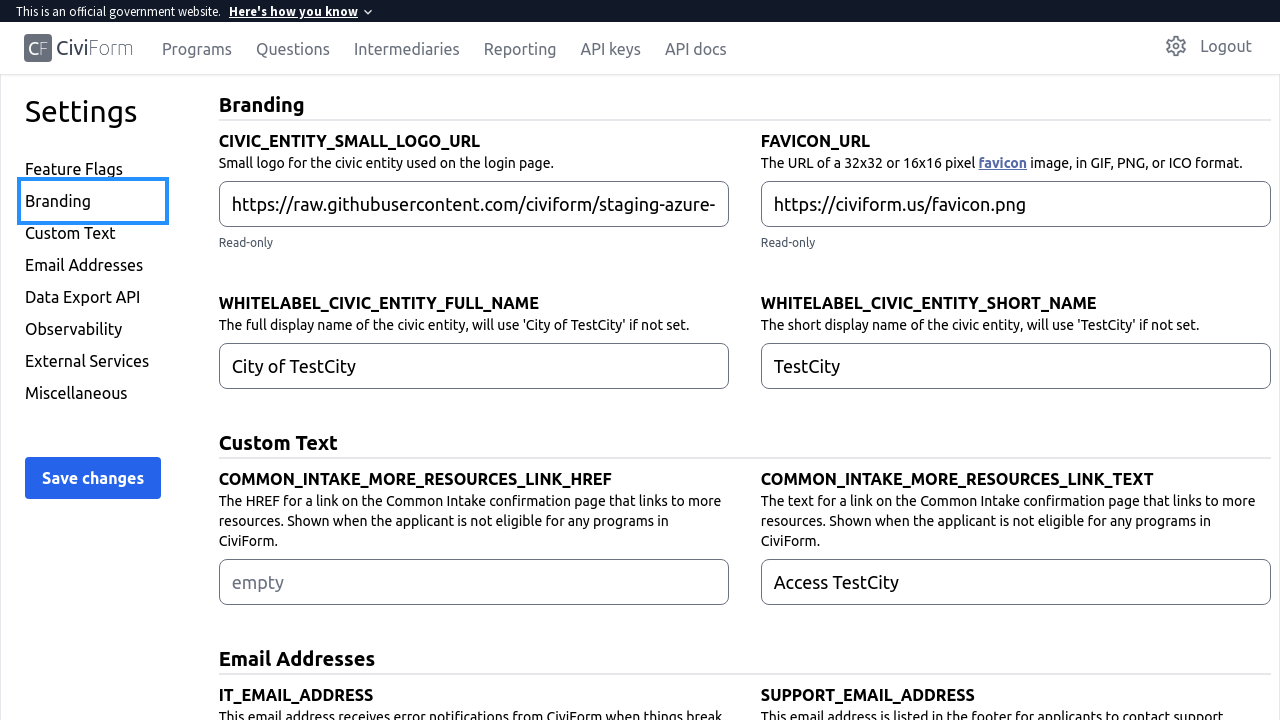 This is an official government website. Here's how you know
CF CiviForm Programs Questions Intermediaries Reporting API keys API docs Logout
Settings
Feature Flags
Branding
Custom Text
Email Addresses
Data Export API
Observability
External Services
Miscellaneous
Save changes
Branding
CIVIC_ENTITY_SMALL_LOGO_URL
Small logo for the civic entity used on the login page.
https://raw.githubusercontent.com/civiform/staging-azure-
Read-only
FAVICON_URL
The URL of a 32x32 or 16x16 pixel favicon image, in GIF, PNG, or ICO format.
https://civiform.us/favicon.png
Read-only
WHITELABEL_CIVIC_ENTITY_FULL_NAME
The full display name of the civic entity, will use 'City of TestCity' if not set.
City of TestCity
WHITELABEL_CIVIC_ENTITY_SHORT_NAME
The short display name of the civic entity, will use 'TestCity' if not set.
TestCity
Custom Text
COMMON_INTAKE_MORE_RESOURCES_LINK_HREF
The HREF for a link on the Common Intake confirmation page that links to more
resources. Shown when the applicant is not eligible for any programs in
CiviForm.
empty
COMMON_INTAKE_MORE_RESOURCES_LINK_TEXT
The text for a link on the Common Intake confirmation page that links to more
resources. Shown when the applicant is not eligible for any programs in
CiviForm.
Access TestCity
Email Addresses
IT_EMAIL_ADDRESS
This email address receives error notifications from CiviForm when things break.
SUPPORT_EMAIL_ADDRESS
This email address is listed in the footer for applicants to contact support.